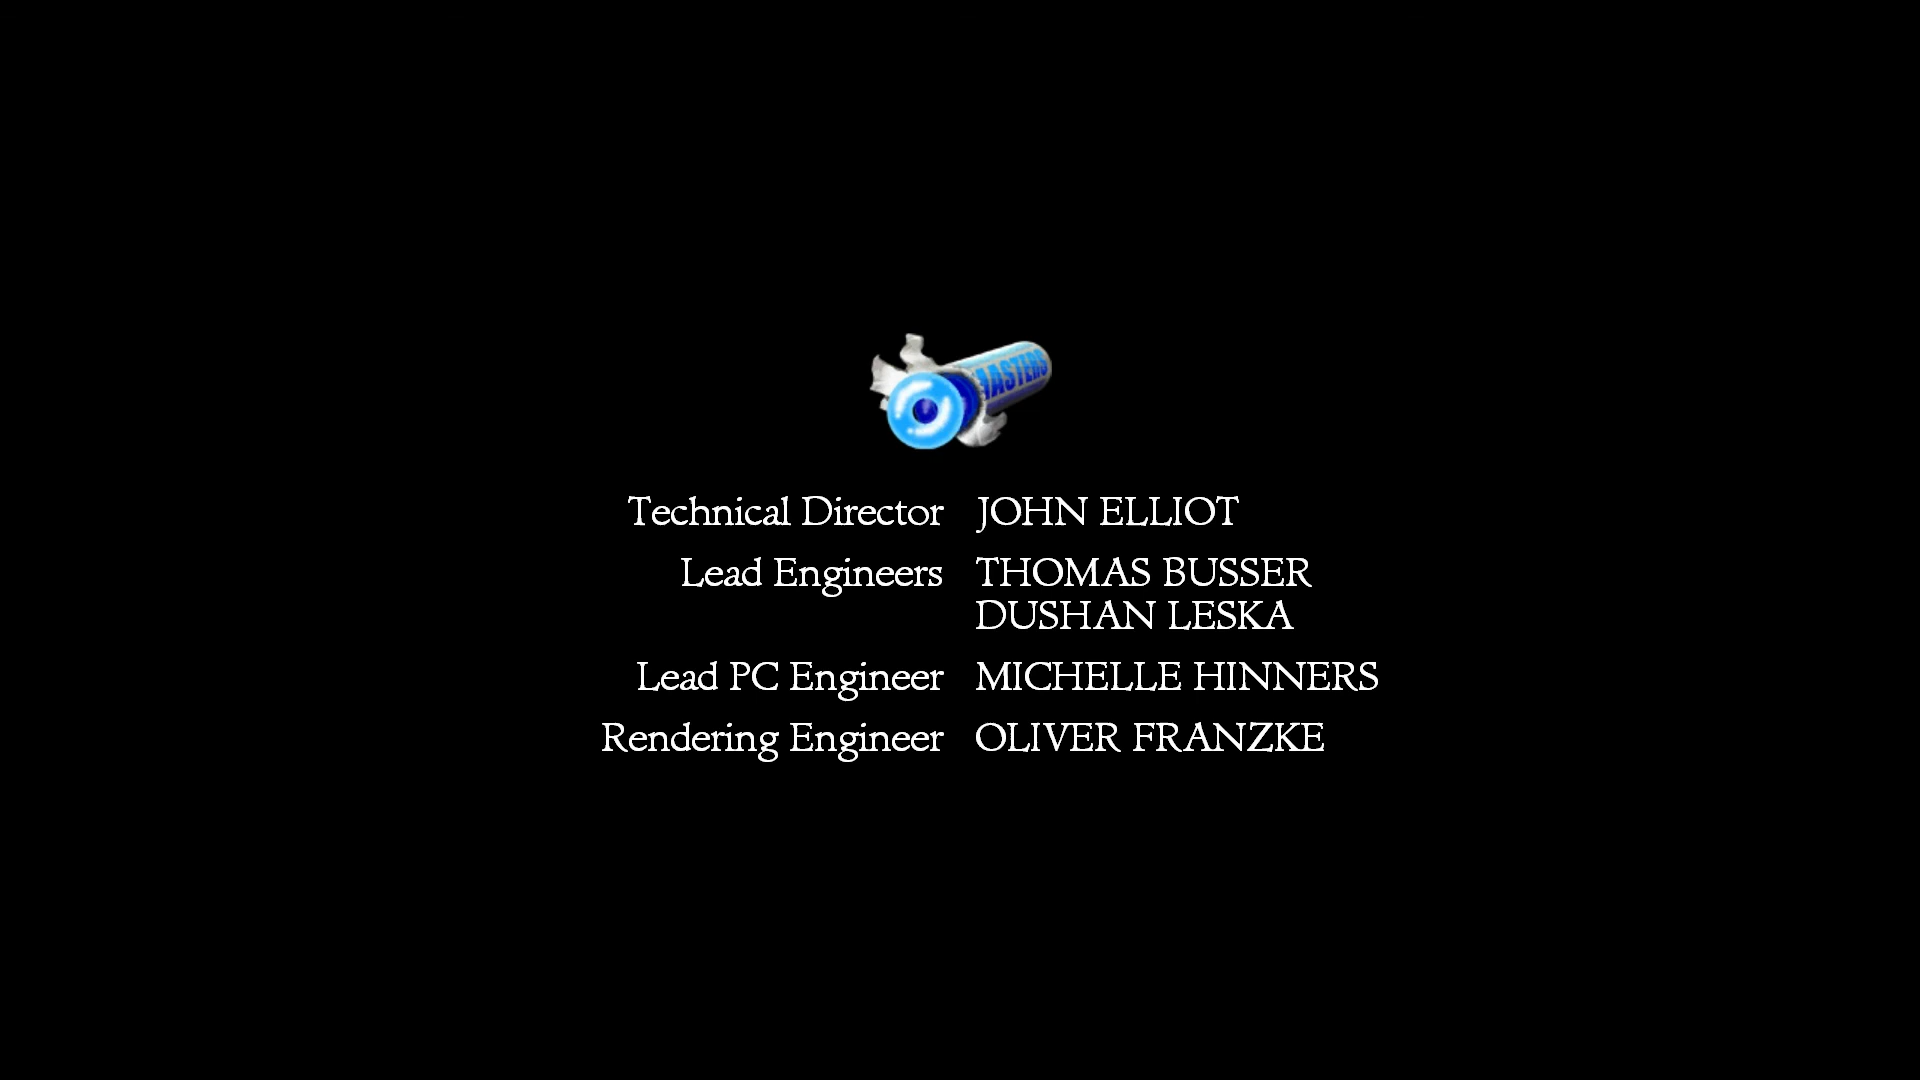 MASTERS
Technical Director JOHN ELLIOT
Lead Engineers THOMAS BUSSER
DUSHAN LESKA
Lead PC Engineer MICHELLE HINNERS
Rendering Engineer OLIVER FRANZKE